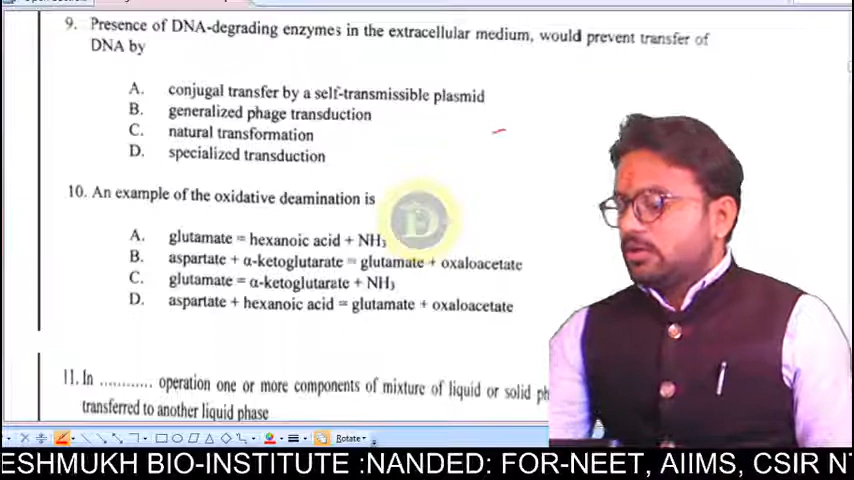 9. Presence of DNA-degrading enzymes in the extracellular medium, would prevent transfer of
DNA by
A. conjugal transfer by a self-transmissible plasmid
B. generalized phage transduction
C. natural transformation
D. specialized transduction
10. An example of the oxidative deamination is
A. glutamate = hexanoic acid + NH₃
B. aspartate + α-ketoglutarate = glutamate + oxaloacetate
C. glutamate = α-ketoglutarate + NH₃
D. aspartate + hexanoic acid = glutamate + oxaloacetate
D
11. In ............ operation one or more components of mixture of liquid or solid ph
transferred to another liquid phase
Rotate
ESHMUKH BIO-INSTITUTE :NANDED: FOR-NEET, AIIMS, CSIR N